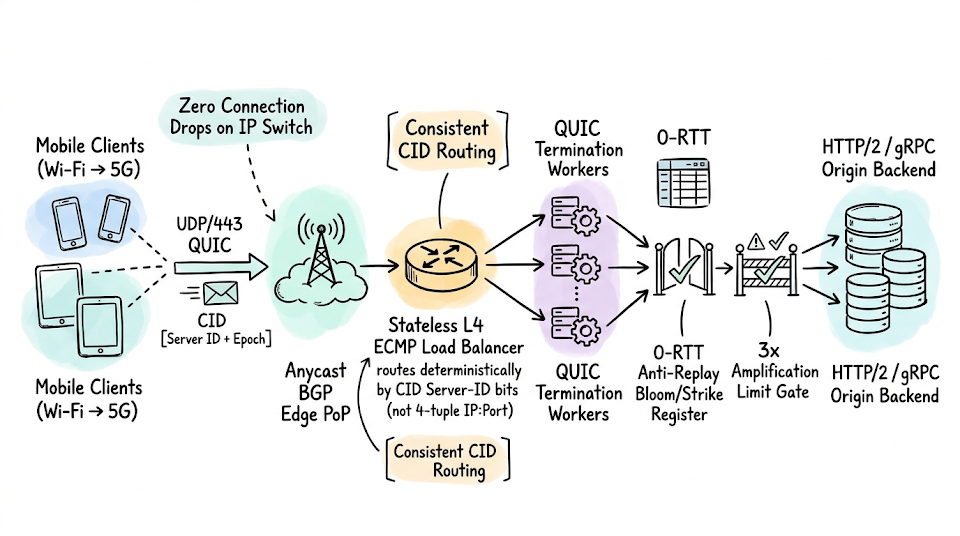 Zero Connection
Drops on IP Switch
Mobile Clients
(Wi-Fi → 5G)
UDP/443
QUIC
CID
[Server ID + Epoch]
Mobile Clients
(Wi-Fi → 5G)
Anycast
BGP
Edge PoP
Consistent
CID Routing
Stateless L4
ECMP Load Balancer
routes deterministically
by CID Server-ID bits
(not 4-tuple IP:Port)
Consistent CID
Routing
QUIC
Termination
Workers
QUIC
Termination
Workers
0-RTT
0-RTT
Anti-Replay
Bloom/Strike
Register
3x
Amplification
Limit Gate
HTTP/2 / gRPC
Origin Backend
HTTP/2 / gRPC
Origin Backend